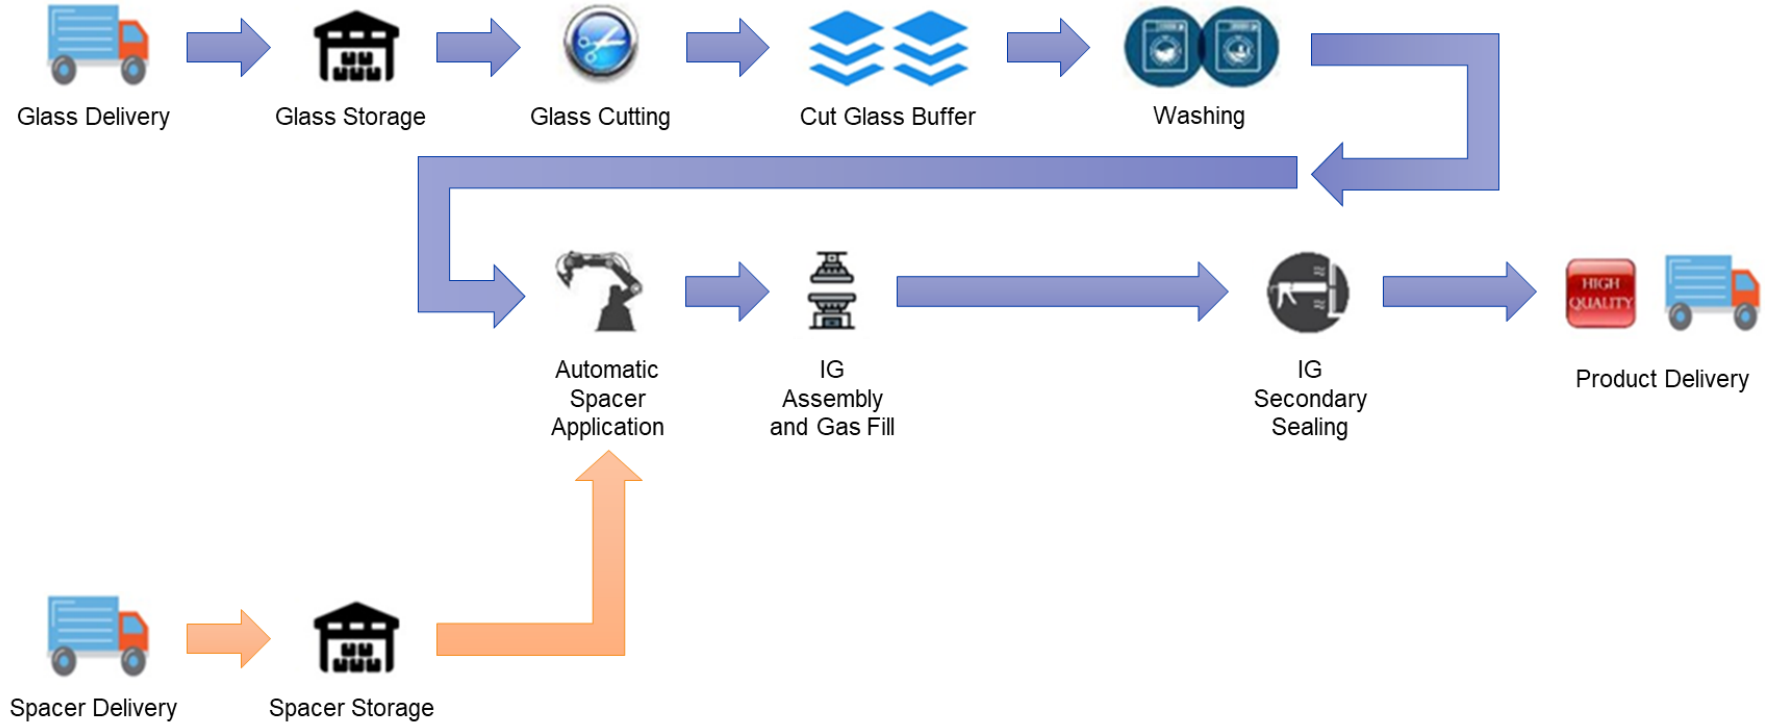 Glass Delivery
Glass Storage
Glass Cutting
Cut Glass Buffer
Washing
Automatic
Spacer
Application
IG
Assembly
and Gas Fill
IG
Secondary
Sealing
HIGH
QUALITY
Product Delivery
Spacer Delivery
Spacer Storage